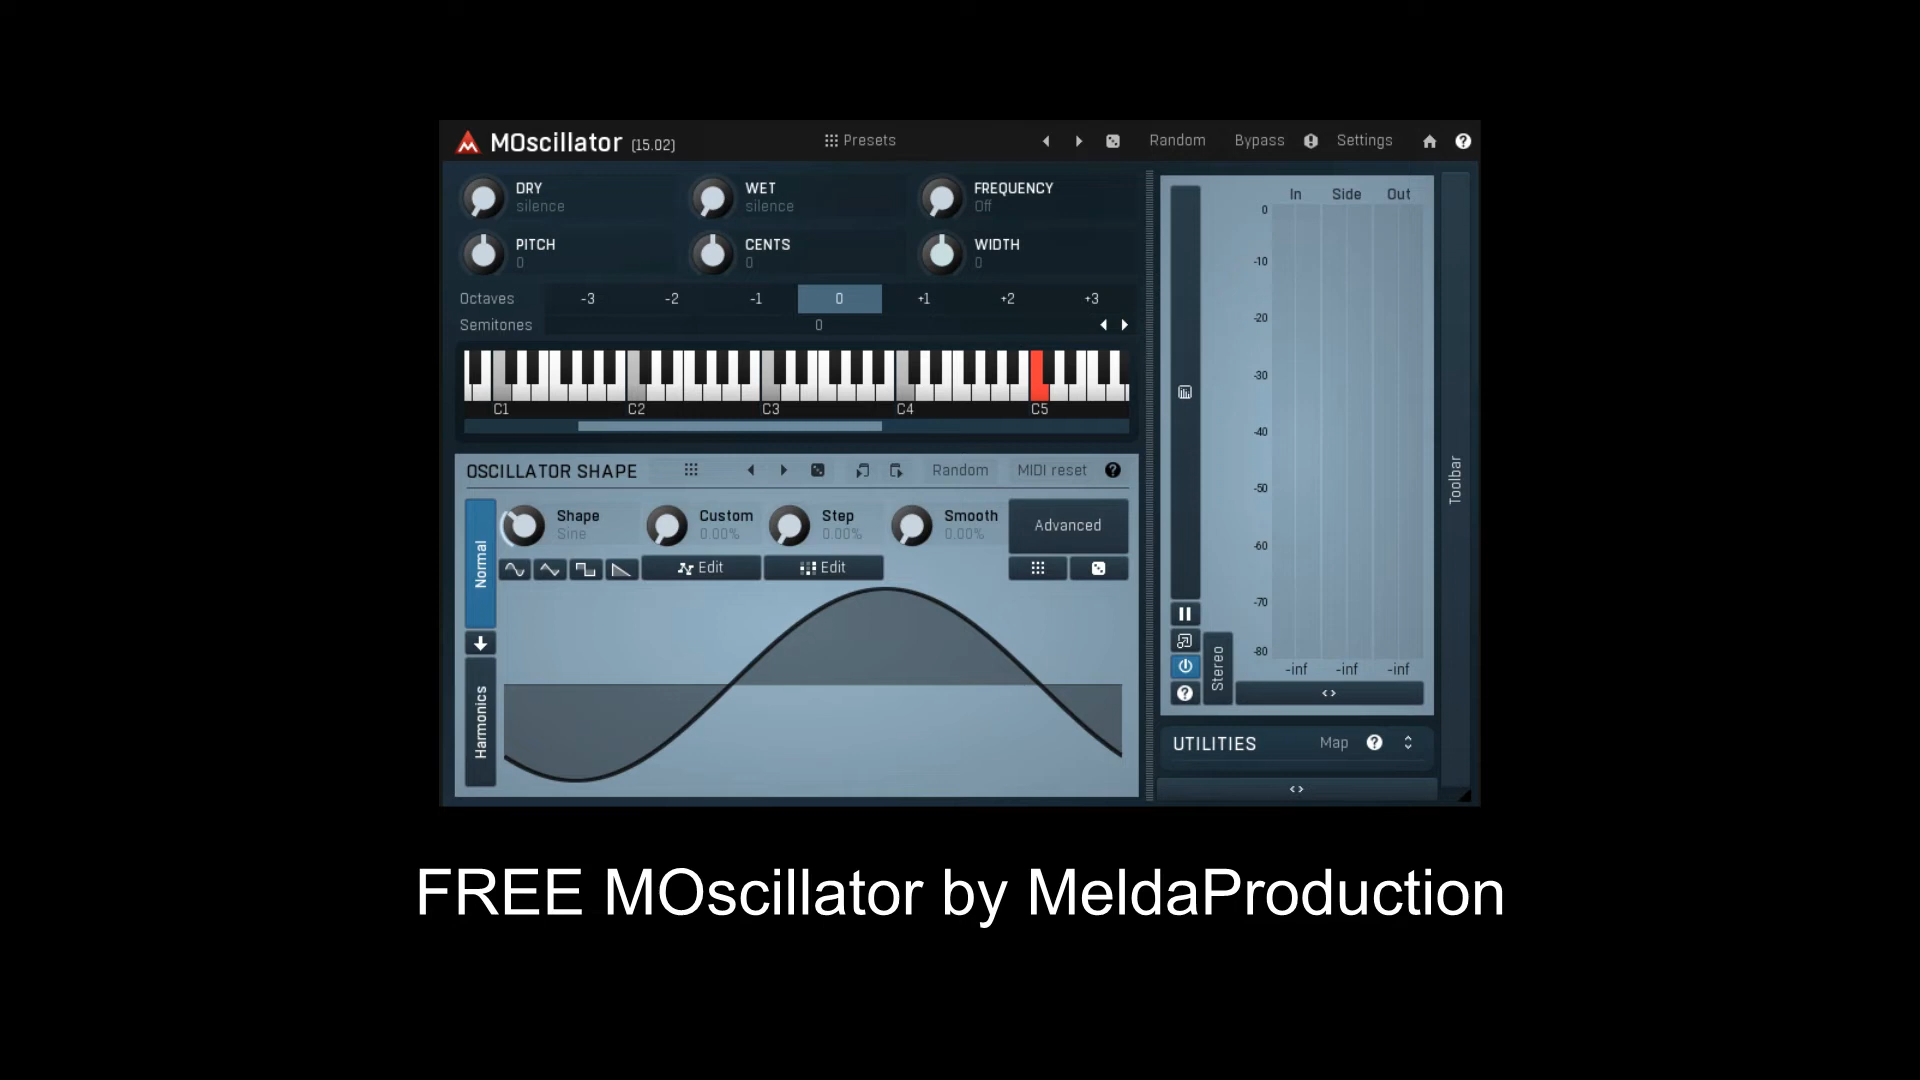 MOscillator (15.02)
Presets
Random
Bypass
Settings
DRY
silence
WET
silence
FREQUENCY
Off
PITCH
0
CENTS
0
WIDTH
0
Octaves -3 -2 -1 0 +1 +2 +3
Semitones 0
C1 C2 C3 C4 C5
OSCILLATOR SHAPE
Random
MIDI reset
Normal
Harmonics
Shape
Sine
Custom
0.00%
Step
0.00%
Smooth
0.00%
Advanced
Edit
Edit
In Side Out
0
-10
-20
-30
-40
-50
-60
-70
-80
-inf -inf -inf
Stereo
UTILITIES
Map
Toolbar
FREE MOscillator by MeldaProduction